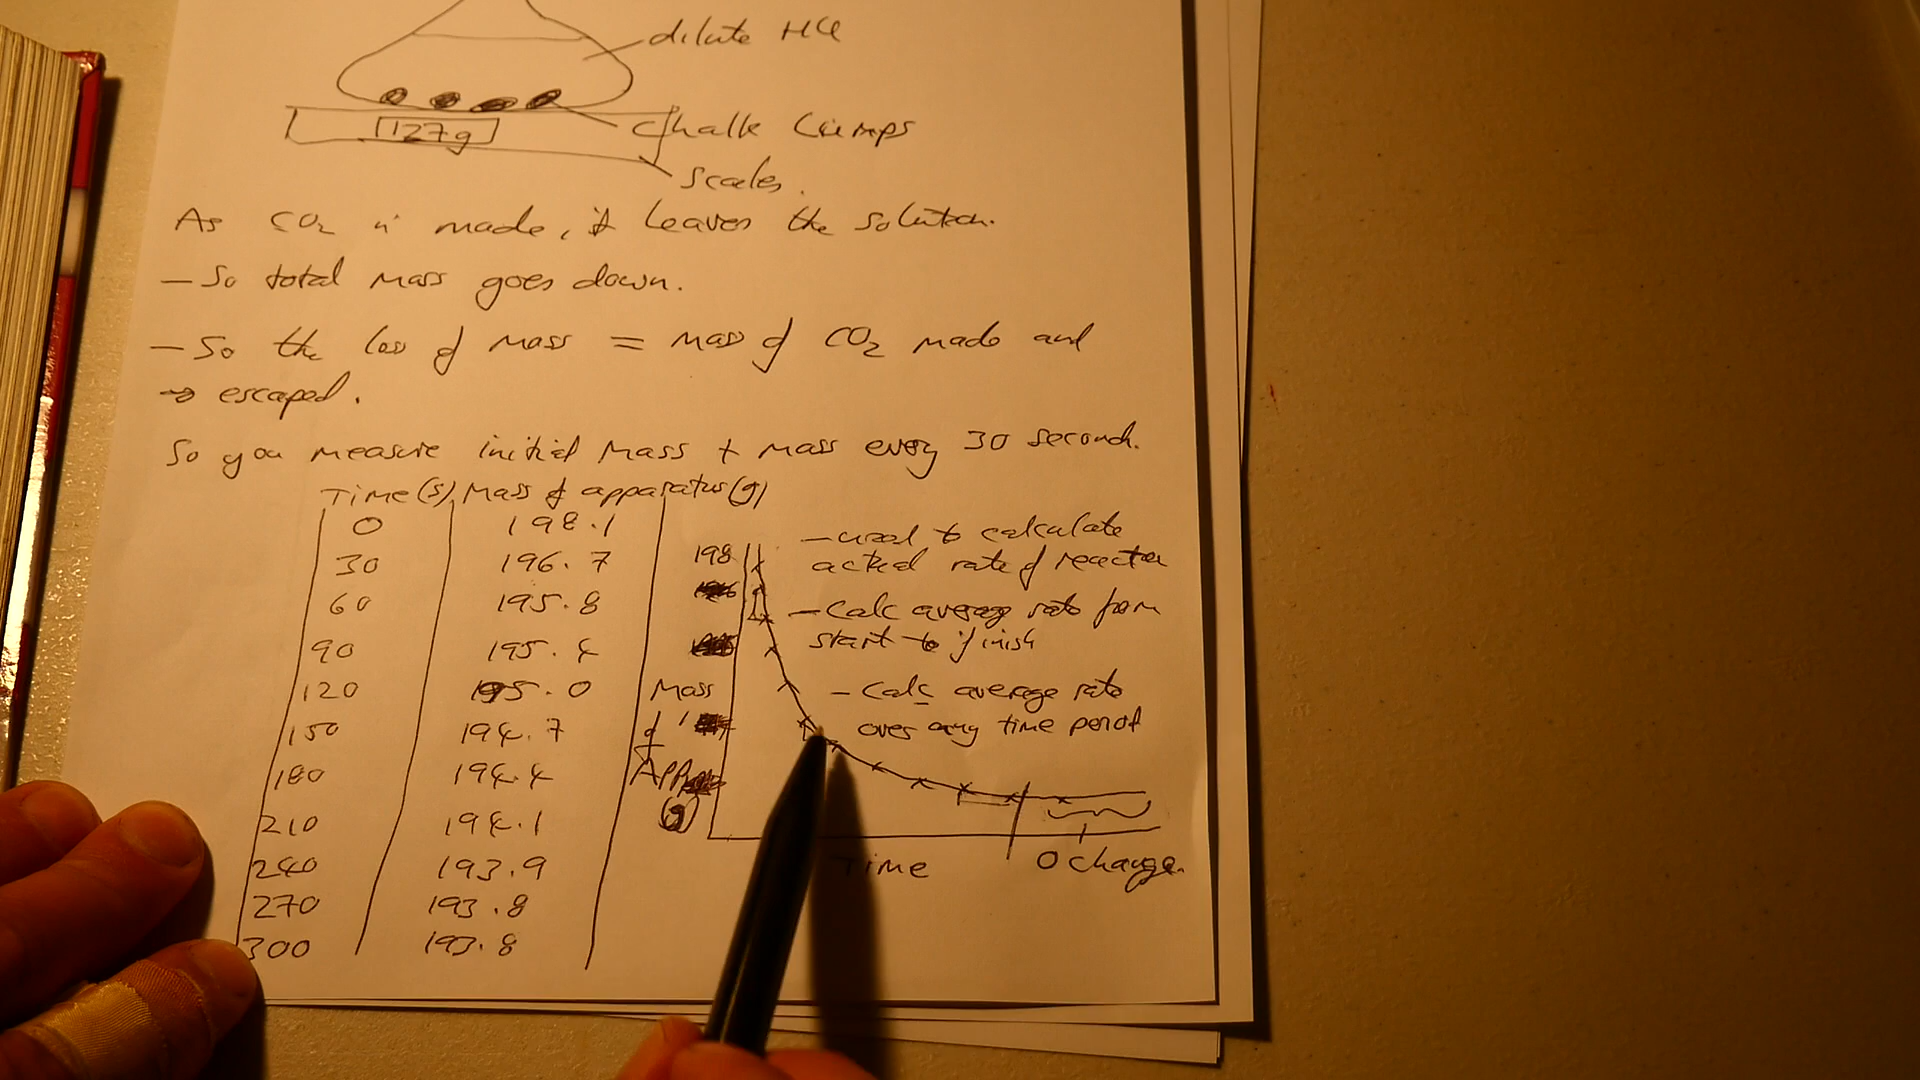 dilute HCl
127g
Chalk Lumps
Scales.
As CO2 is made, it leaves the solution.
- So total mass goes down.
- So the loss of mass = mass of CO2 made and
→ escaped.
So you measure initial mass + mass every 30 second.
Time (s) Mass of apparatus (g)
0 198.1
30 196.7
60 195.8
90 195.4
120 195.0
150 194.7
180 194.4
210 194.1
240 193.9
270 193.8
300 193.8
198
Mass
of
App
(g)
Time
0 change.
- used to calculate
actual rate of reaction
- Calc average rate from
start to finish
- Calc average rate
over any time period